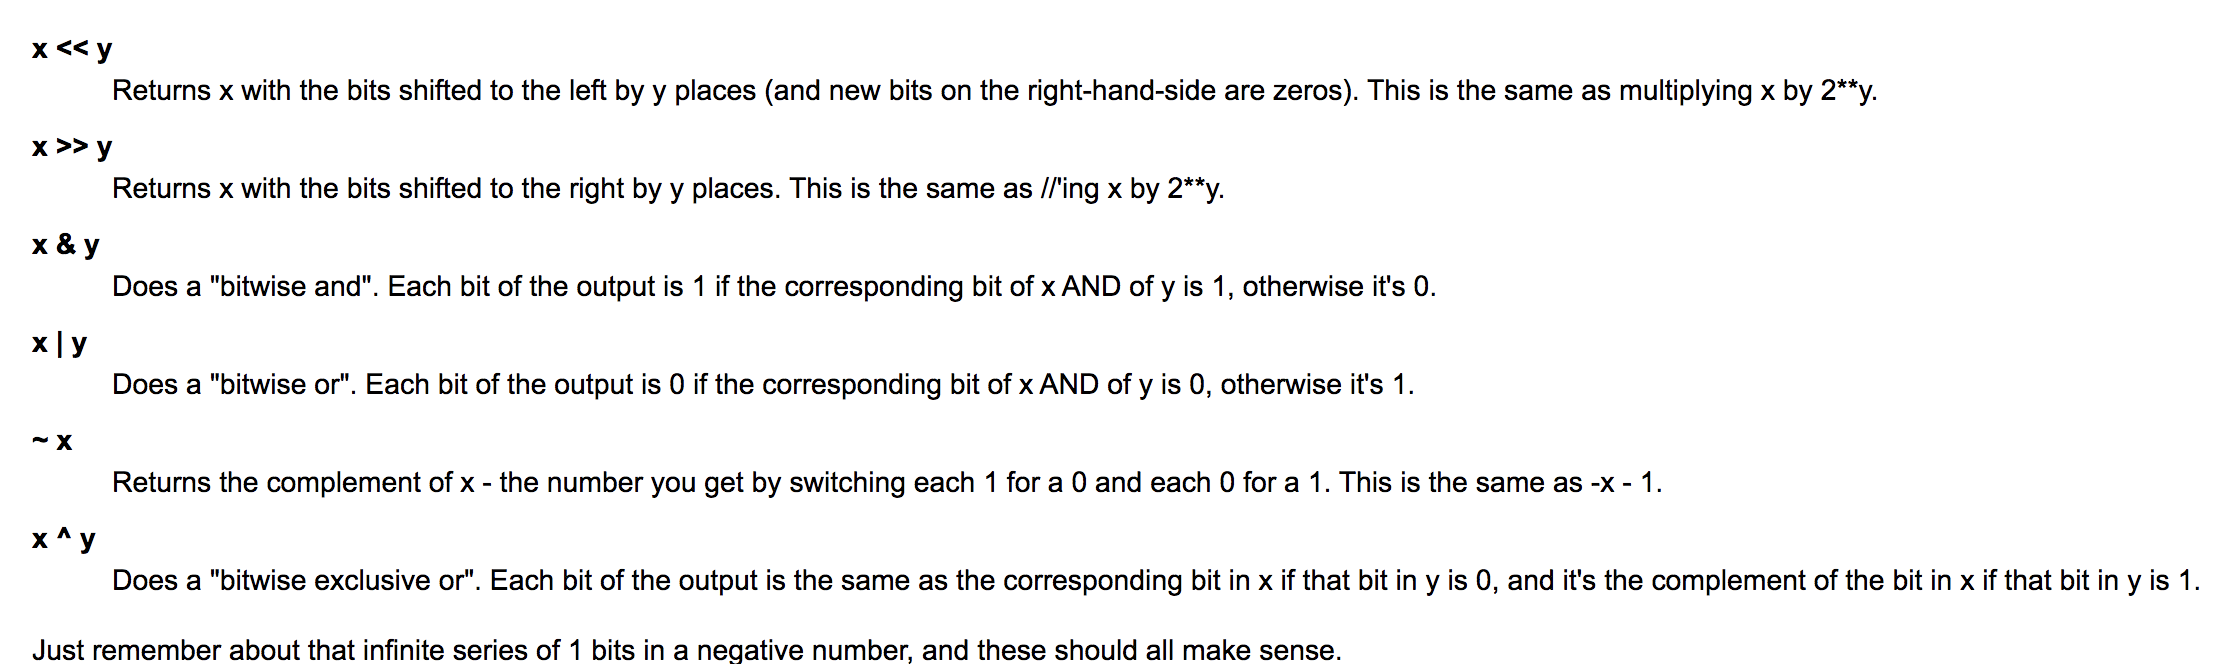 x << y
Returns x with the bits shifted to the left by y places (and new bits on the right-hand-side are zeros). This is the same as multiplying x by 2**y.
x >> y
Returns x with the bits shifted to the right by y places. This is the same as //'ing x by 2**y.
x & y
Does a "bitwise and". Each bit of the output is 1 if the corresponding bit of x AND of y is 1, otherwise it's 0.
x | y
Does a "bitwise or". Each bit of the output is 0 if the corresponding bit of x AND of y is 0, otherwise it's 1.
~ x
Returns the complement of x - the number you get by switching each 1 for a 0 and each 0 for a 1. This is the same as -x - 1.
x ^ y
Does a "bitwise exclusive or". Each bit of the output is the same as the corresponding bit in x if that bit in y is 0, and it's the complement of the bit in x if that bit in y is 1.
Just remember about that infinite series of 1 bits in a negative number, and these should all make sense.